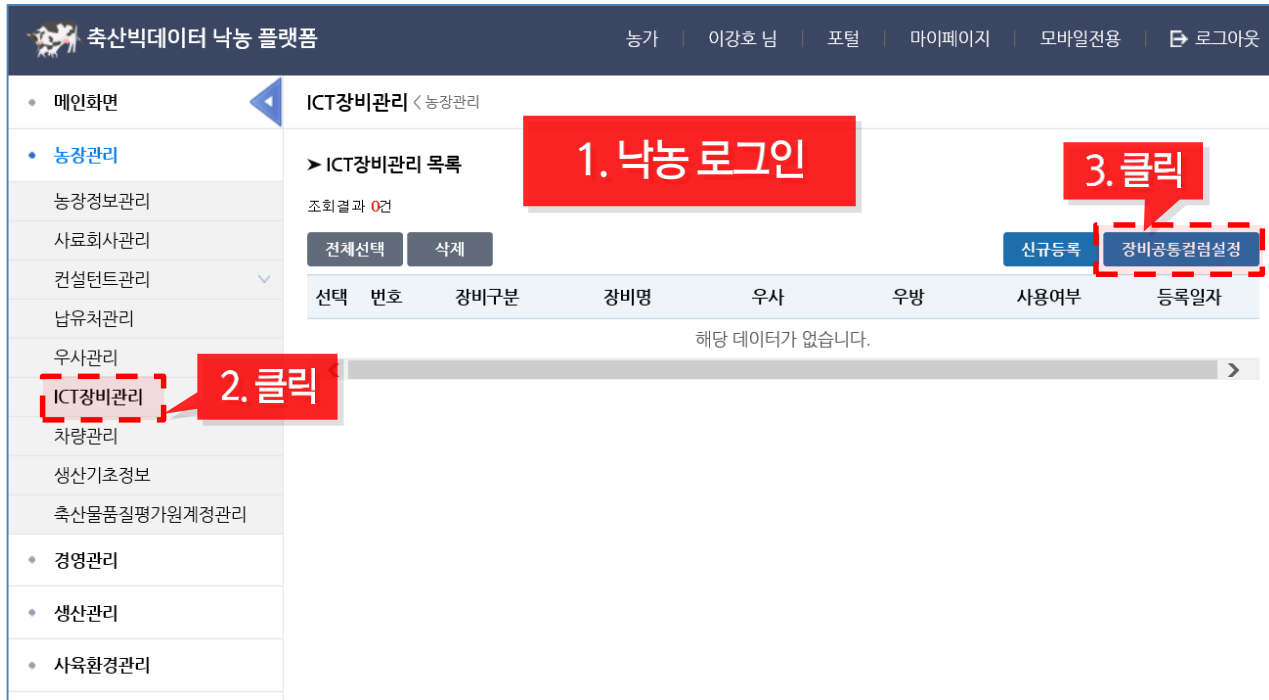 축산빅데이터 낙농 플랫폼
농가 | 이강호 님 | 포털 | 마이페이지 | 모바일전용 | 로그아웃
메인화면
농장관리
농장정보관리
사료회사관리
컨설턴트관리
납유처관리
우사관리
ICT장비관리
2. 클릭
차량관리
생산기초정보
축산물품질평가원계정관리
경영관리
생산관리
사육환경관리
ICT장비관리 < 농장관리
1. 낙농 로그인
➤ ICT장비관리 목록
3. 클릭
조회결과 0건
전체선택 삭제 신규등록 장비공통컬럼설정
선택 번호 장비구분 장비명 우사 우방 사용여부 등록일자
해당 데이터가 없습니다.